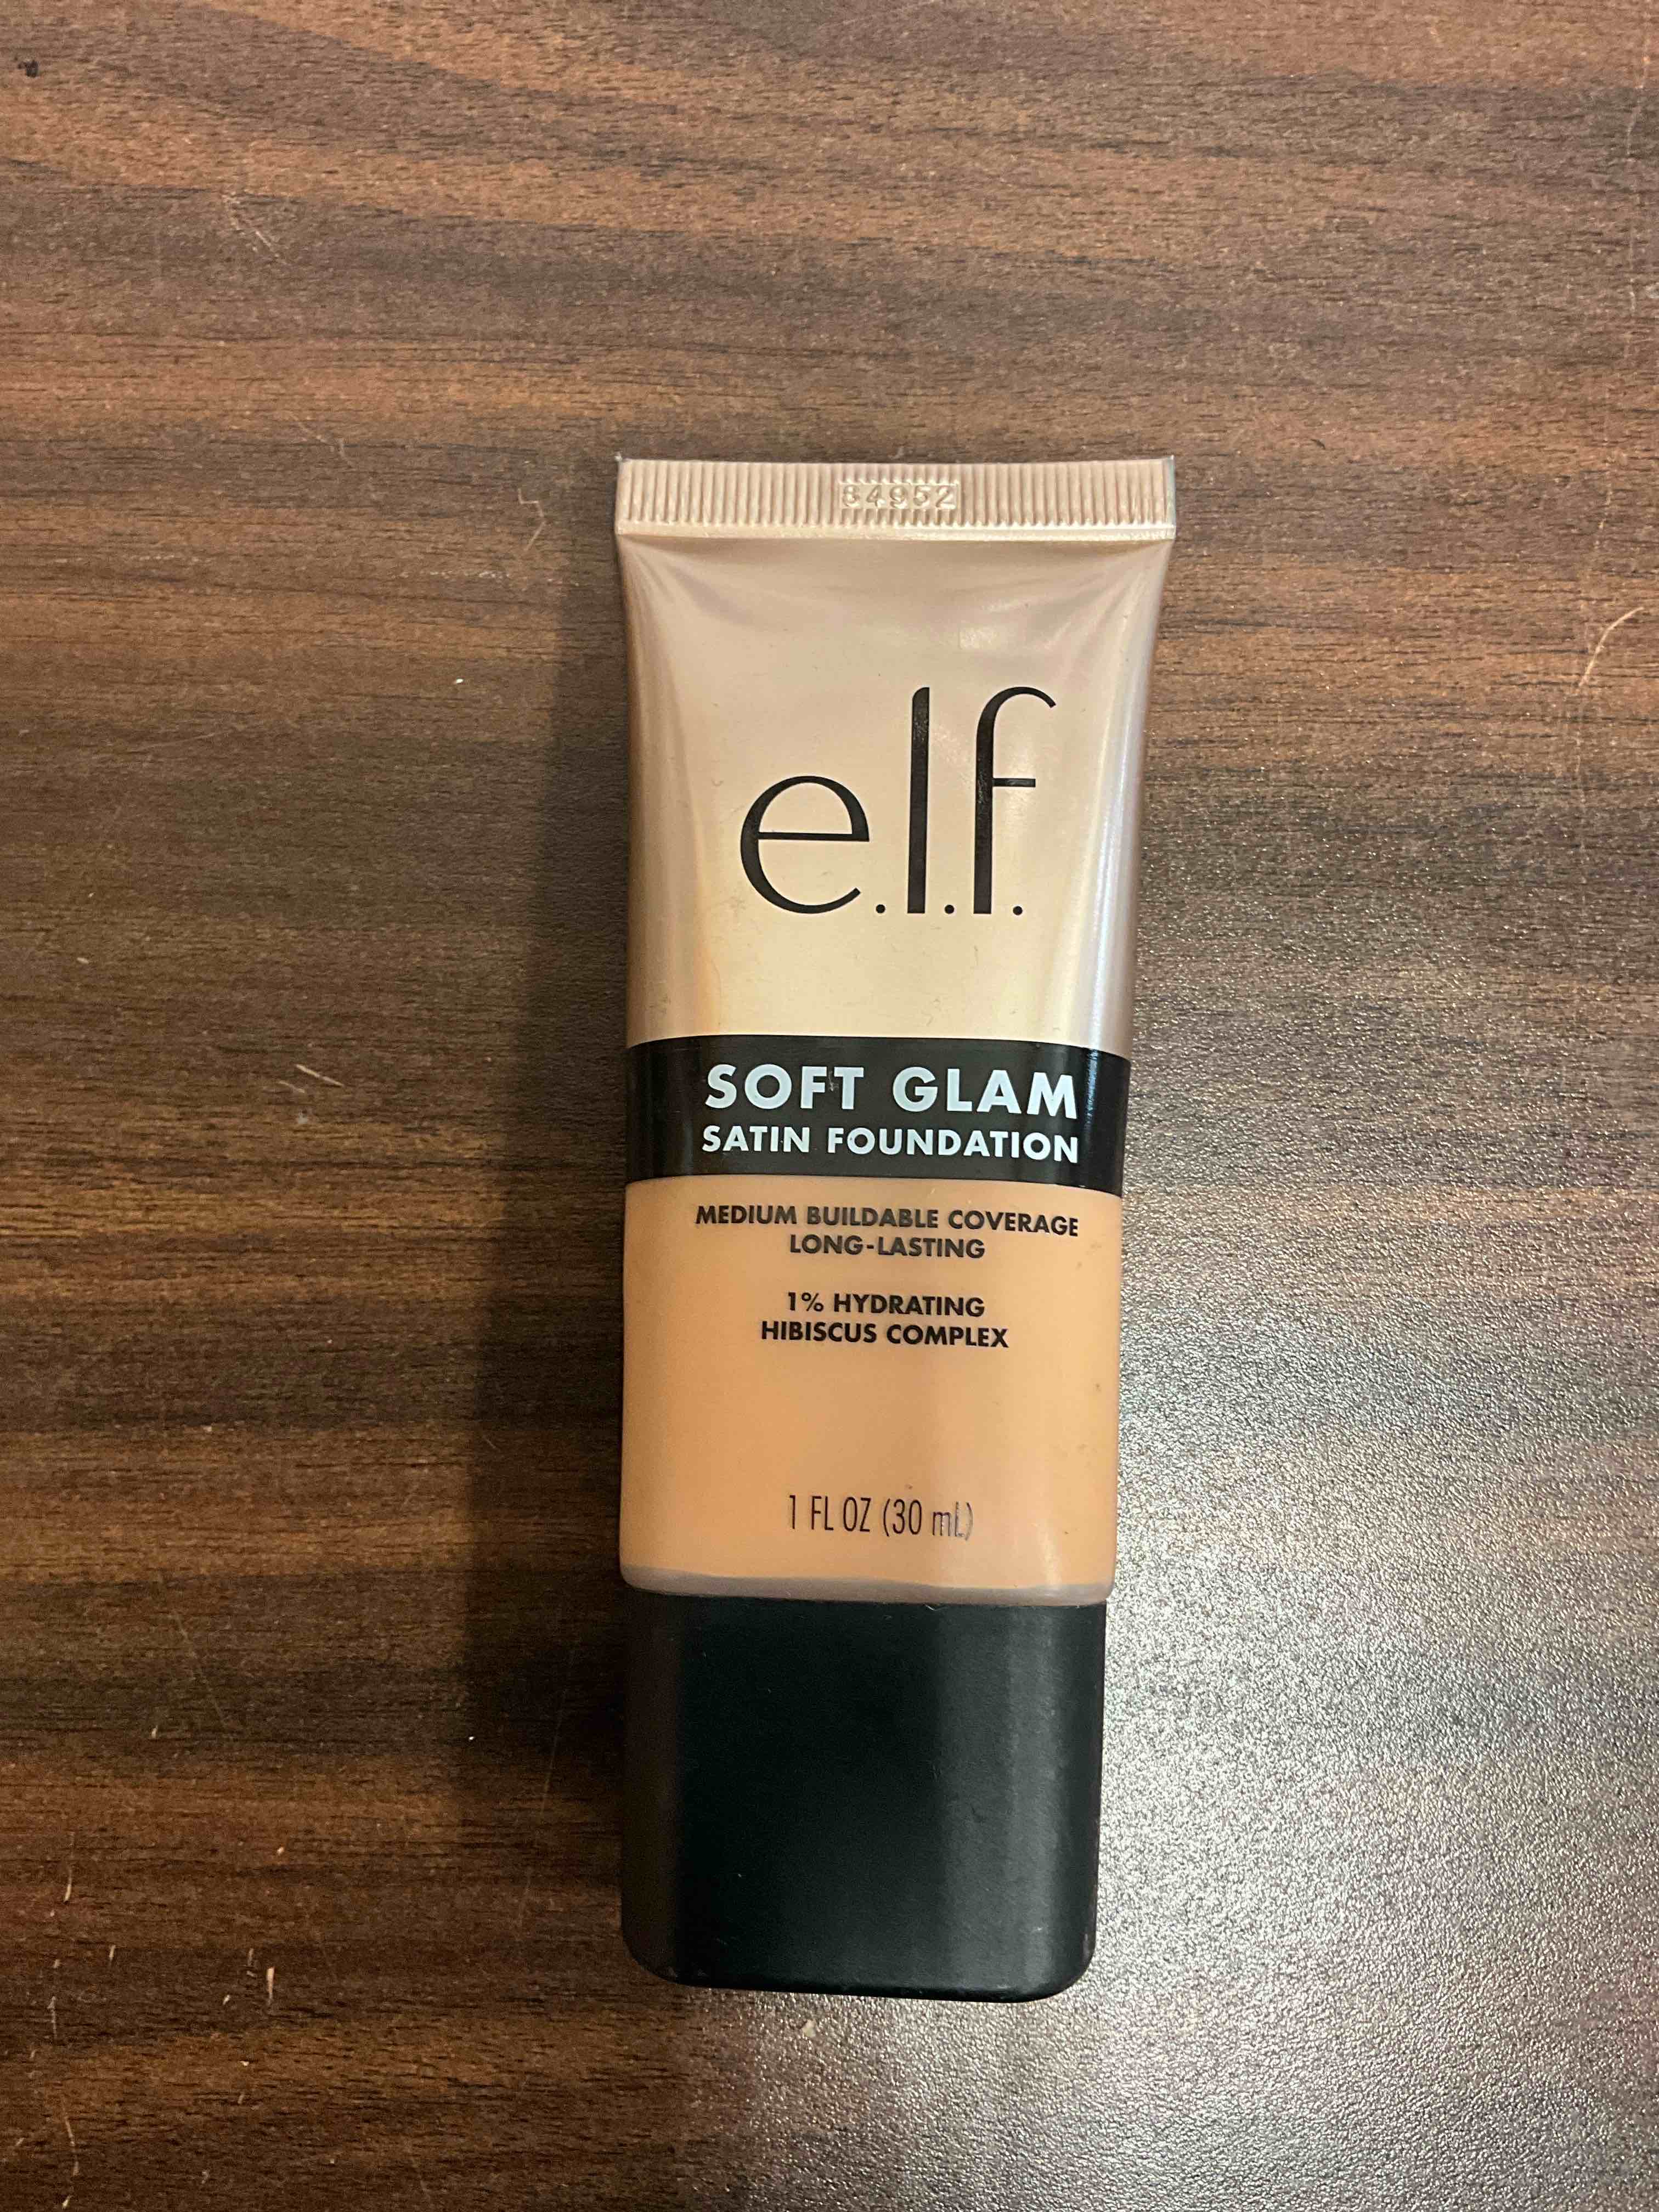 84952
e.l.f.
SOFT GLAM
SATIN FOUNDATION
MEDIUM BUILDABLE COVERAGE
LONG-LASTING
1% HYDRATING
HIBISCUS COMPLEX
1 FL OZ (30 mL)